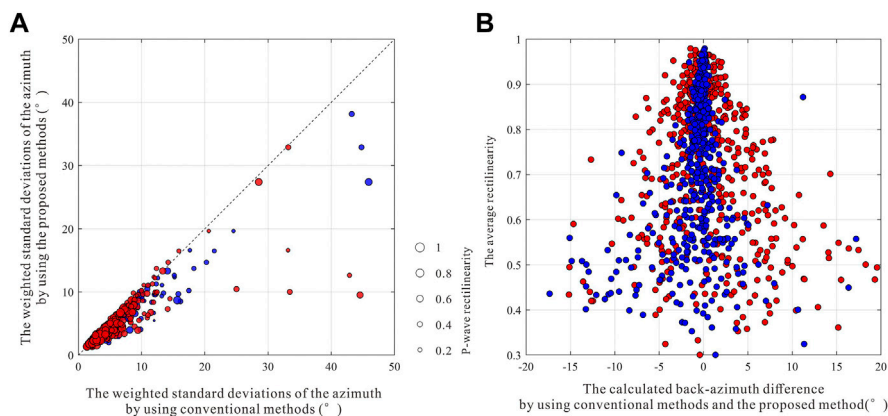 A
The weighted standard deviations of the azimuth
by using the proposed methods(°)
50
40
30
20
10
0
0 10 20 30 40 50
The weighted standard deviations of the azimuth
by using conventional methods(°)
1
0.8
0.6
0.4
0.2
P-wave rectilinearity
B
The average rectilinearity
1
0.9
0.8
0.7
0.6
0.5
0.4
0.3
-20 -15 -10 -5 0 5 10 15 20
The calculated back-azimuth difference
by using conventional methods and the proposed method(°)